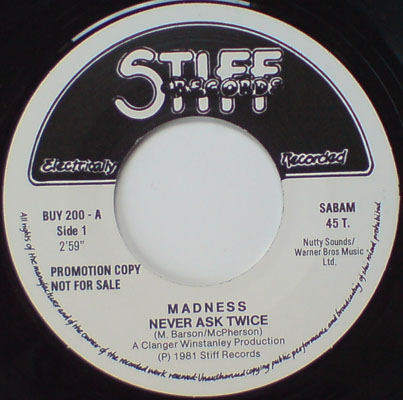 STIFF
RECORDS
Electrically Recorded
BUY 200 - A
Side 1
2'59"
SABAM
45 T.
Nutty Sounds/
Warner Bros Music
Ltd.
PROMOTION COPY
NOT FOR SALE
MADNESS
NEVER ASK TWICE
(M. Barson/McPherson)
A Clanger Winstanley Production
(P) 1981 Stiff Records
All rights of the manufacturer and of the owner of the recorded work reserved. Unauthorised copying public performance and broadcasting of this record prohibited.